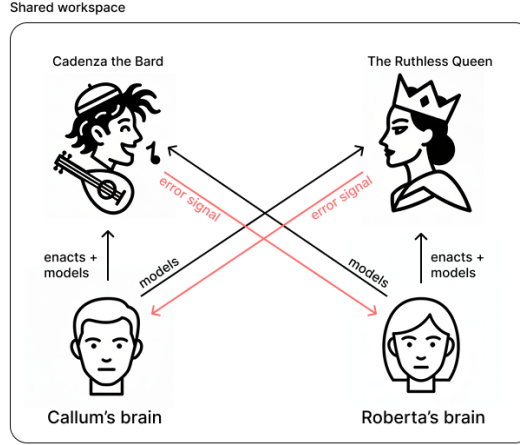 Shared workspace
Cadenza the Bard
The Ruthless Queen
error signal
error signal
enacts +
models
models
models
enacts +
models
Callum's brain
Roberta's brain